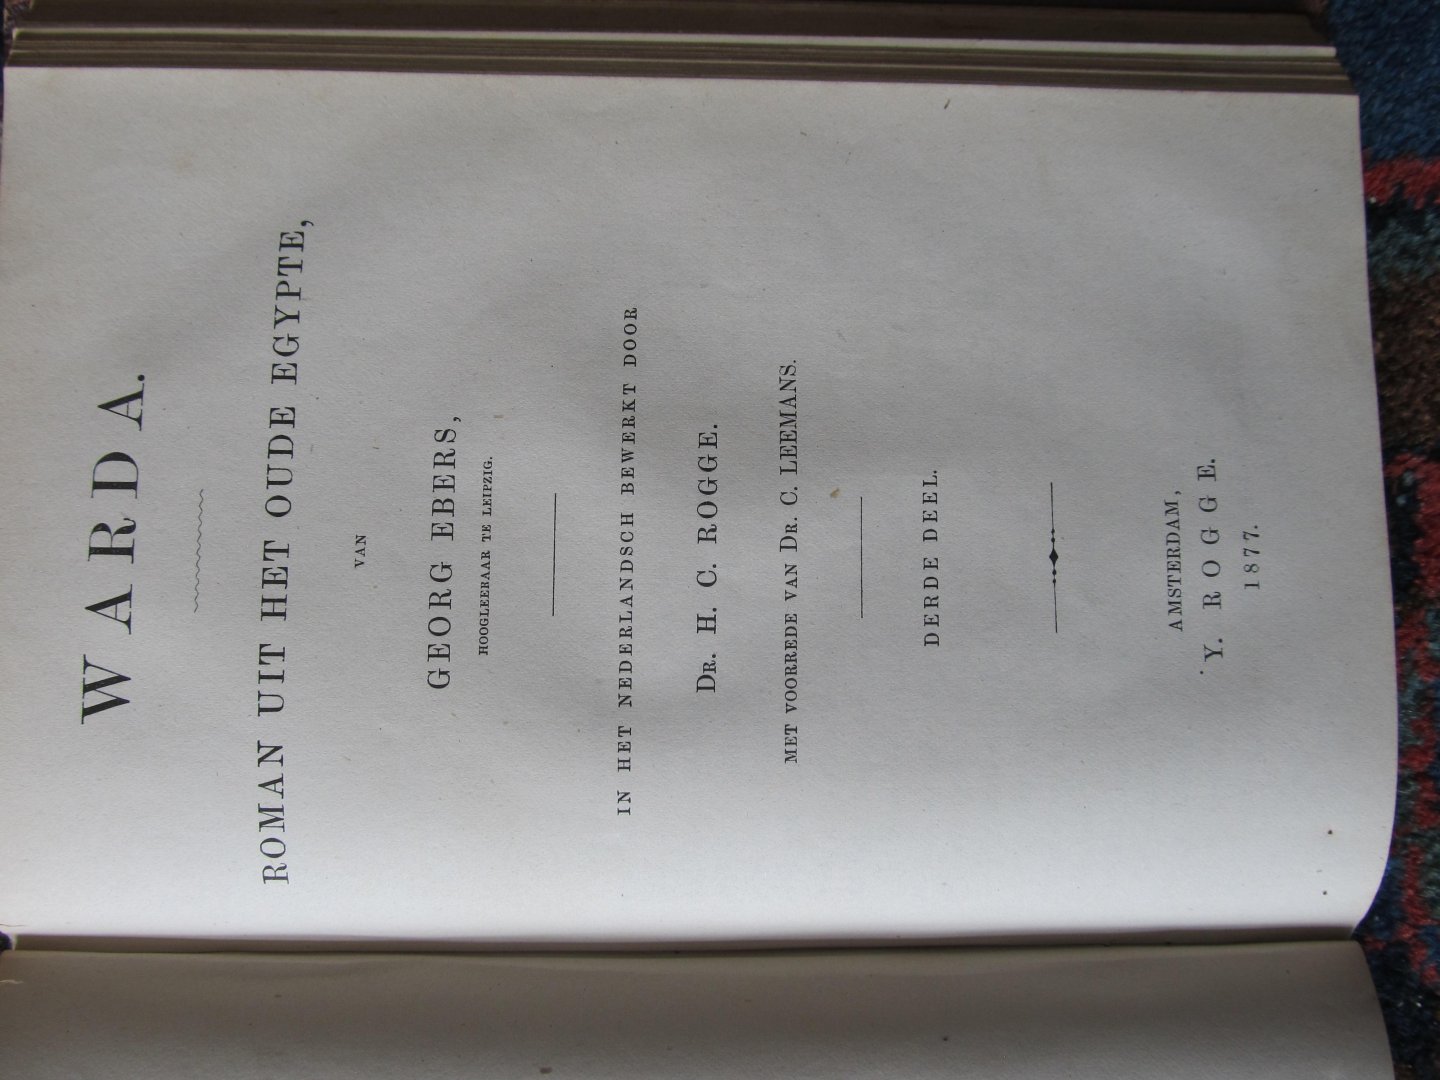 WARDA.
ROMAN UIT HET OUDE EGYPTE,
VAN
GEORG EBERS,
HOOGLEERAAR TE LEIPZIG.
IN HET NEDERLANDSCH BEWERKT DOOR
DR. H. C. ROGGE.
MET VOORREDE VAN DR. C. LEEMANS.
DERDE DEEL.
AMSTERDAM,
Y. ROGGE.
1877.